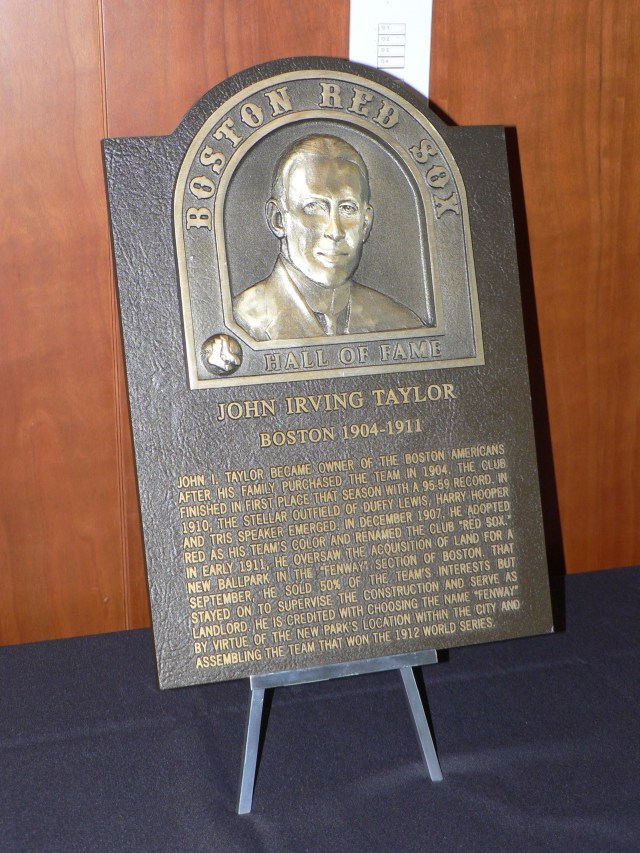 BOSTON RED SOX
HALL OF FAME
JOHN IRVING TAYLOR
BOSTON 1904-1911
JOHN I. TAYLOR BECAME OWNER OF THE BOSTON AMERICANS
AFTER HIS FAMILY PURCHASED THE TEAM IN 1904. THE CLUB
FINISHED IN FIRST PLACE THAT SEASON WITH A 95-59 RECORD. IN
1910, THE STELLAR OUTFIELD OF DUFFY LEWIS, HARRY HOOPER
AND TRIS SPEAKER EMERGED. IN DECEMBER 1907, HE ADOPTED
RED AS HIS TEAM'S COLOR AND RENAMED THE CLUB "RED SOX."
IN EARLY 1911, HE OVERSAW THE ACQUISITION OF LAND FOR A
NEW BALLPARK IN THE "FENWAY" SECTION OF BOSTON. THAT
SEPTEMBER, HE SOLD 50% OF THE TEAM'S INTERESTS BUT
STAYED ON TO SUPERVISE THE CONSTRUCTION AND SERVE AS
LANDLORD. HE IS CREDITED WITH CHOOSING THE NAME "FENWAY"
BY VIRTUE OF THE NEW PARK'S LOCATION WITHIN THE CITY AND
ASSEMBLING THE TEAM THAT WON THE 1912 WORLD SERIES.